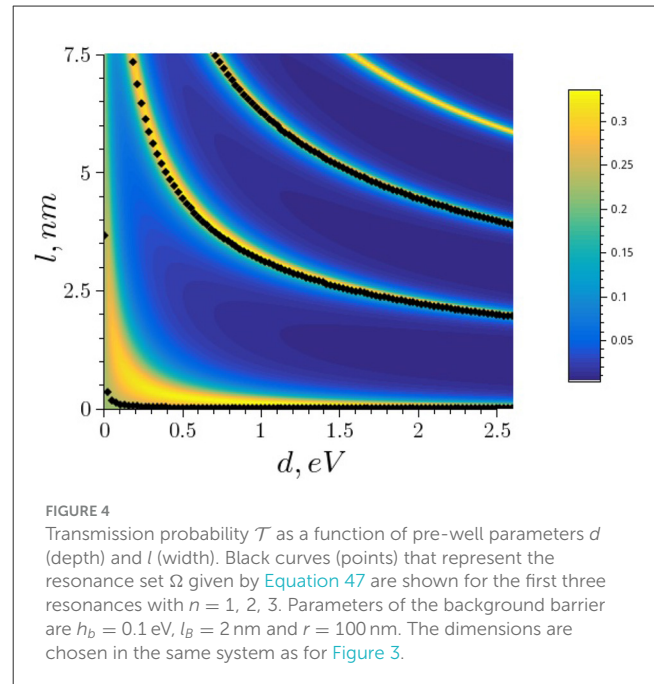 7.5
5
2.5
0
l, nm
0
0.5
1
1.5
2
2.5
d, eV
0.3
0.25
0.2
0.15
0.1
0.05
FIGURE 4
Transmission probability 𝒯 as a function of pre-well parameters d
(depth) and l (width). Black curves (points) that represent the
resonance set Ω given by Equation 47 are shown for the first three
resonances with n = 1, 2, 3. Parameters of the background barrier
are h_b = 0.1 eV, l_B = 2 nm and r = 100 nm. The dimensions are
chosen in the same system as for Figure 3.